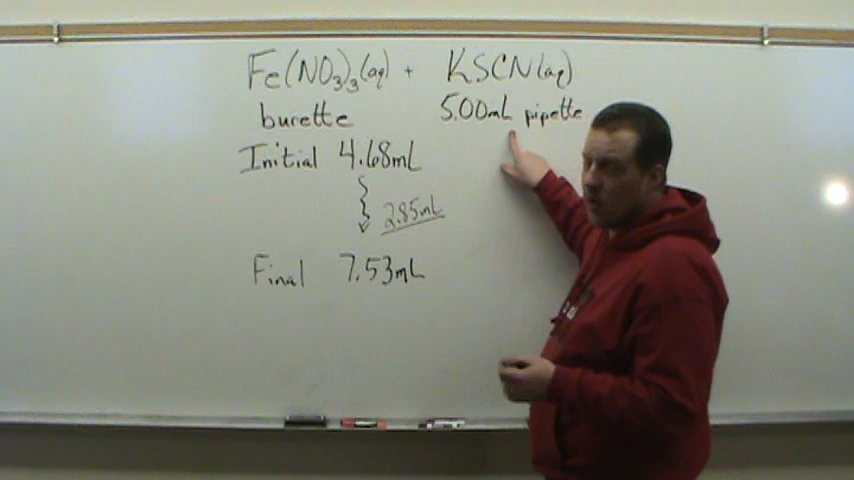 Fe(NO₃)₃(aq) + KSCN(aq)
burette 5.00mL pipette
Initial 4.68mL
2.85mL
Final 7.53mL